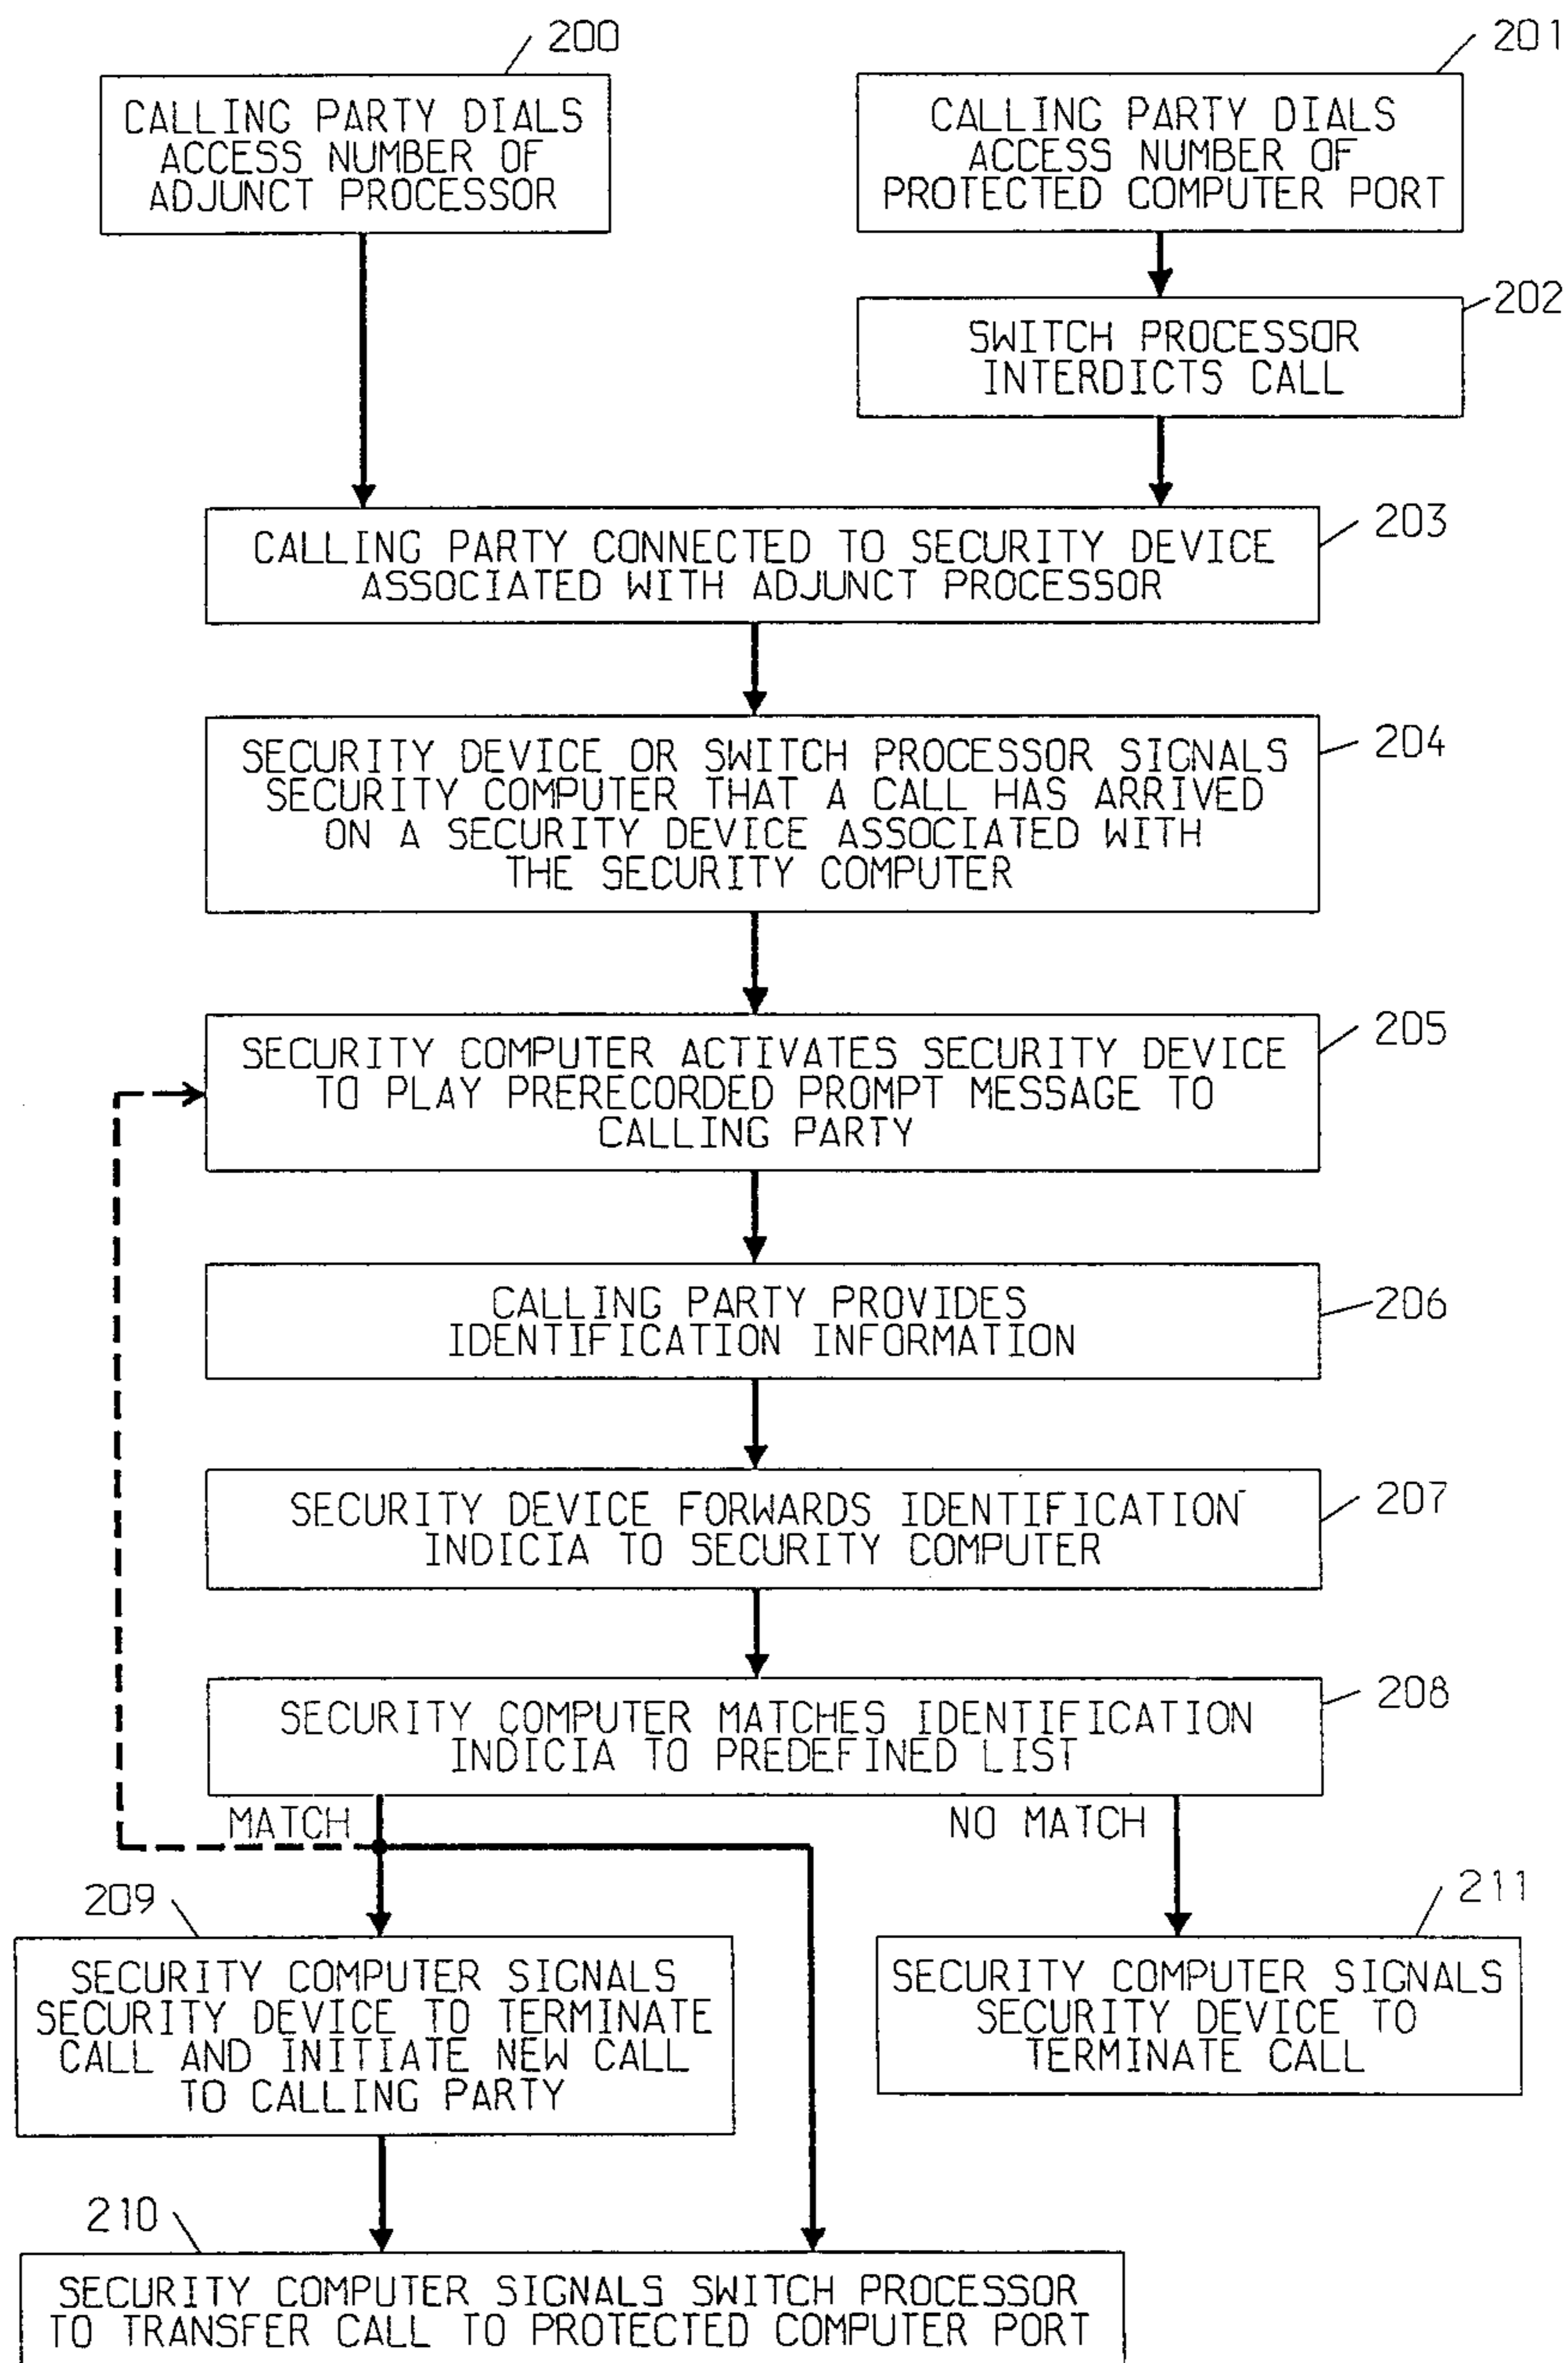 200
CALLING PARTY DIALS
ACCESS NUMBER OF
ADJUNCT PROCESSOR
201
CALLING PARTY DIALS
ACCESS NUMBER OF
PROTECTED COMPUTER PORT
202
SWITCH PROCESSOR
INTERDICTS CALL
203
CALLING PARTY CONNECTED TO SECURITY DEVICE
ASSOCIATED WITH ADJUNCT PROCESSOR
204
SECURITY DEVICE OR SWITCH PROCESSOR SIGNALS
SECURITY COMPUTER THAT A CALL HAS ARRIVED
ON A SECURITY DEVICE ASSOCIATED WITH
THE SECURITY COMPUTER
205
SECURITY COMPUTER ACTIVATES SECURITY DEVICE
TO PLAY PRERECORDED PROMPT MESSAGE TO
CALLING PARTY
206
CALLING PARTY PROVIDES
IDENTIFICATION INFORMATION
207
SECURITY DEVICE FORWARDS IDENTIFICATION
INDICIA TO SECURITY COMPUTER
208
SECURITY COMPUTER MATCHES IDENTIFICATION
INDICIA TO PREDEFINED LIST
MATCH
NO MATCH
209
SECURITY COMPUTER SIGNALS
SECURITY DEVICE TO TERMINATE
CALL AND INITIATE NEW CALL
TO CALLING PARTY
211
SECURITY COMPUTER SIGNALS
SECURITY DEVICE TO
TERMINATE CALL
210
SECURITY COMPUTER SIGNALS SWITCH PROCESSOR
TO TRANSFER CALL TO PROTECTED COMPUTER PORT